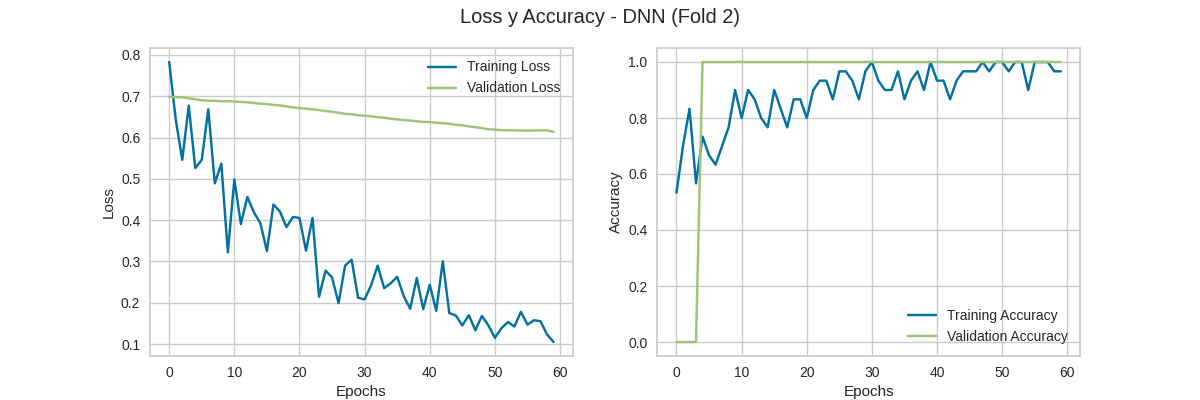 Loss y Accuracy - DNN (Fold 2)
0.8
0.7
0.6
0.5
0.4
0.3
0.2
0.1
Loss
Training Loss
Validation Loss
0 10 20 30 40 50 60
Epochs
1.0
0.8
0.6
0.4
0.2
0.0
Accuracy
Training Accuracy
Validation Accuracy
0 10 20 30 40 50 60
Epochs